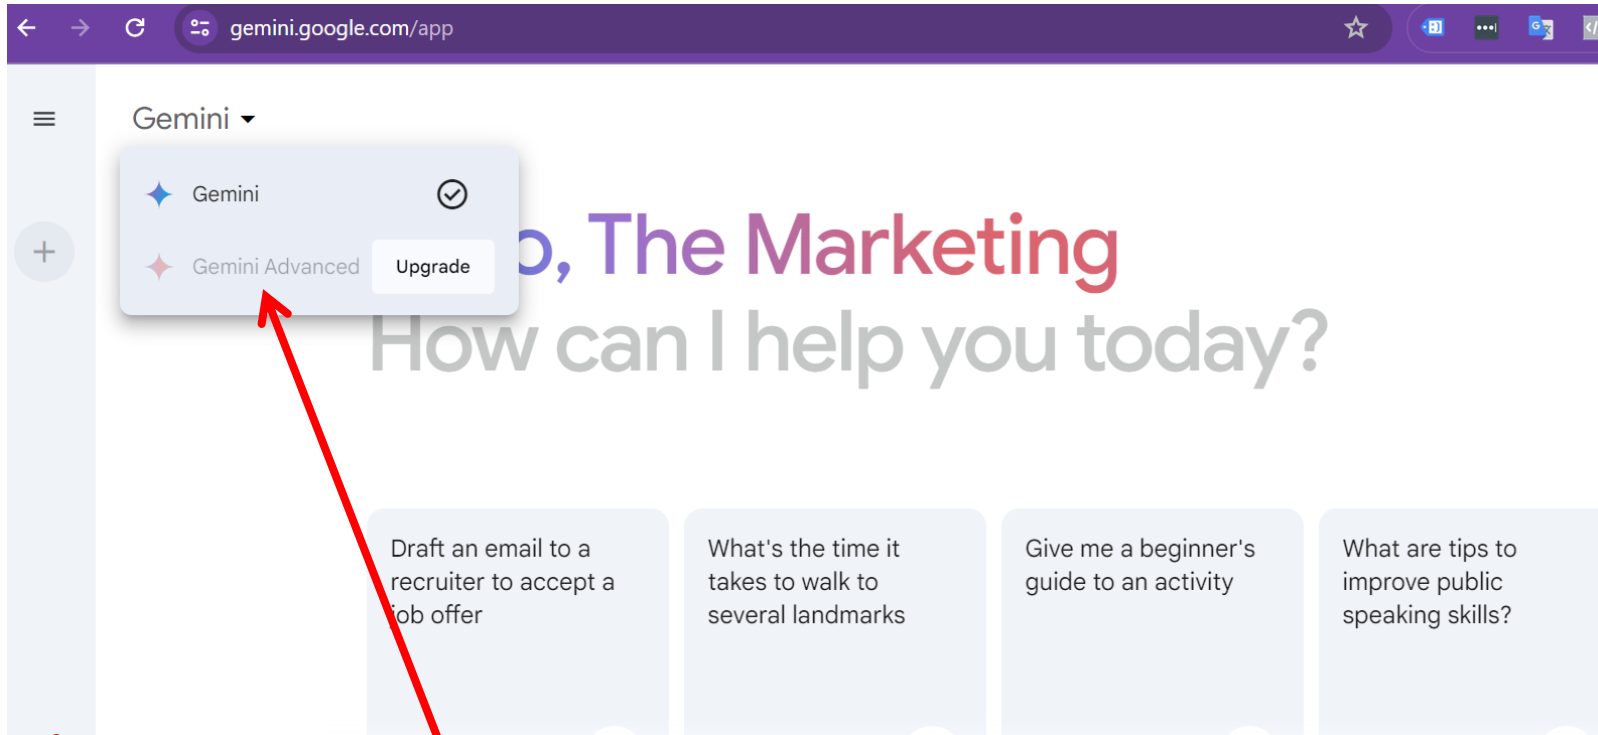 gemini.google.com/app
Gemini
Gemini
Gemini Advanced Upgrade
o, The Marketing
How can I help you today?
Draft an email to a
recruiter to accept a
job offer
What's the time it
takes to walk to
several landmarks
Give me a beginner's
guide to an activity
What are tips to
improve public
speaking skills?